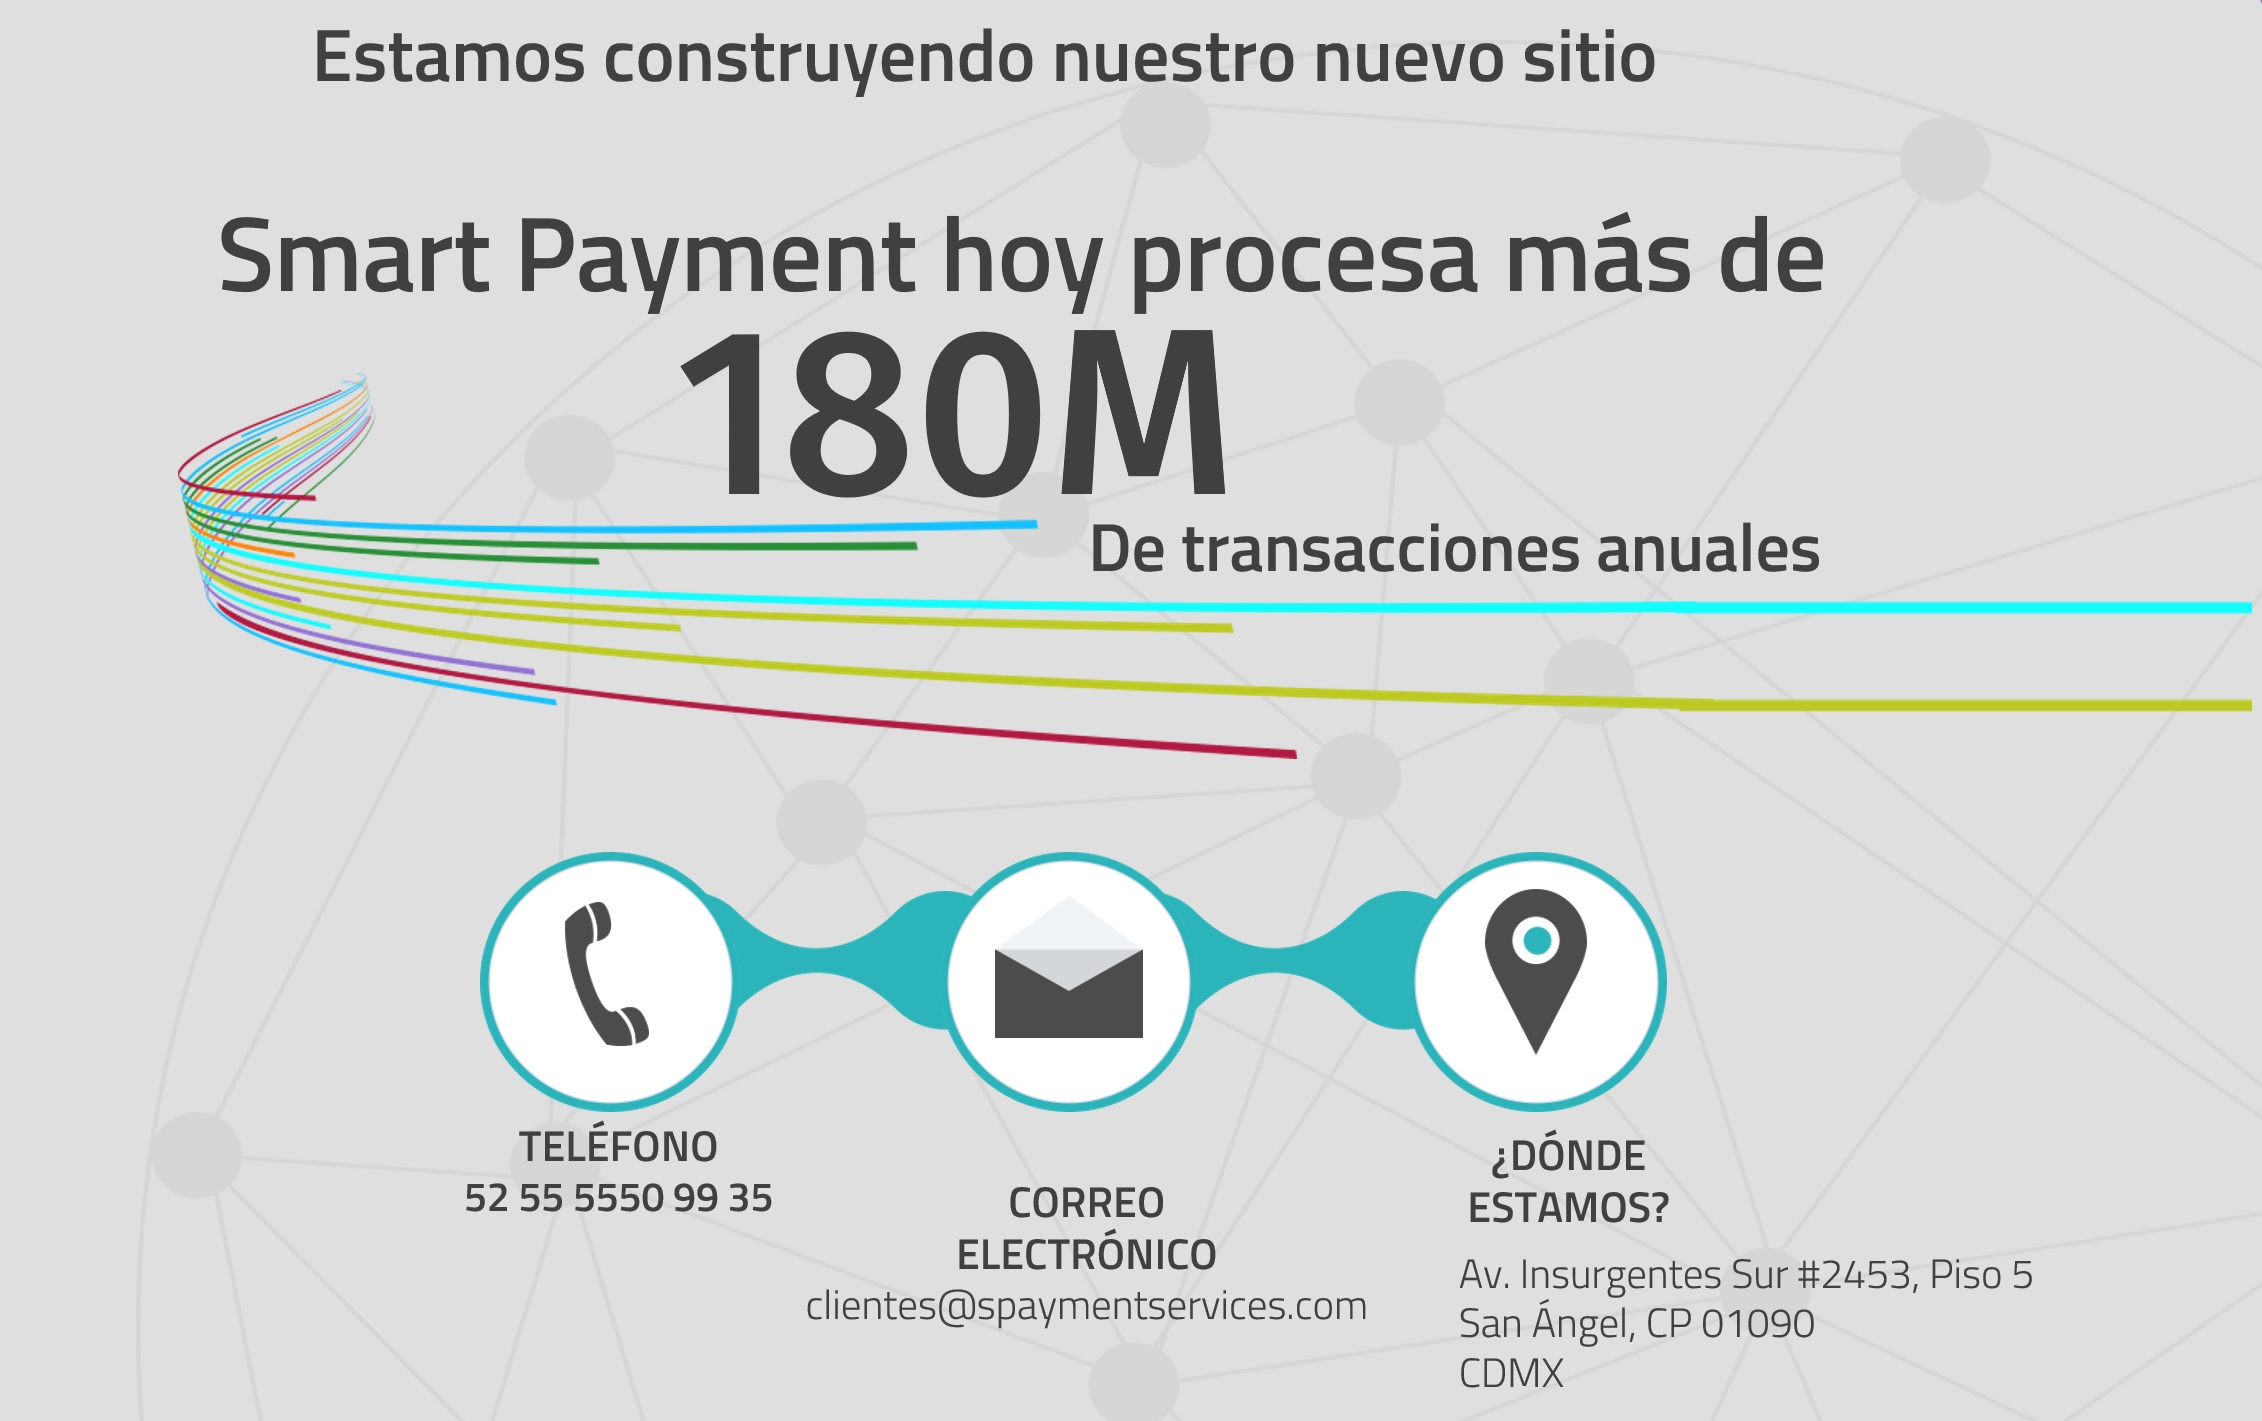 Estamos construyendo nuestro nuevo sitio
Smart Payment hoy procesa más de
180M
De transacciones anuales
TELÉFONO
52 55 5550 99 35
CORREO
ELECTRÓNICO
clientes@spaymentservices.com
¿DÓNDE
ESTAMOS?
Av. Insurgentes Sur #2453, Piso 5
San Ángel, CP 01090
CDMX